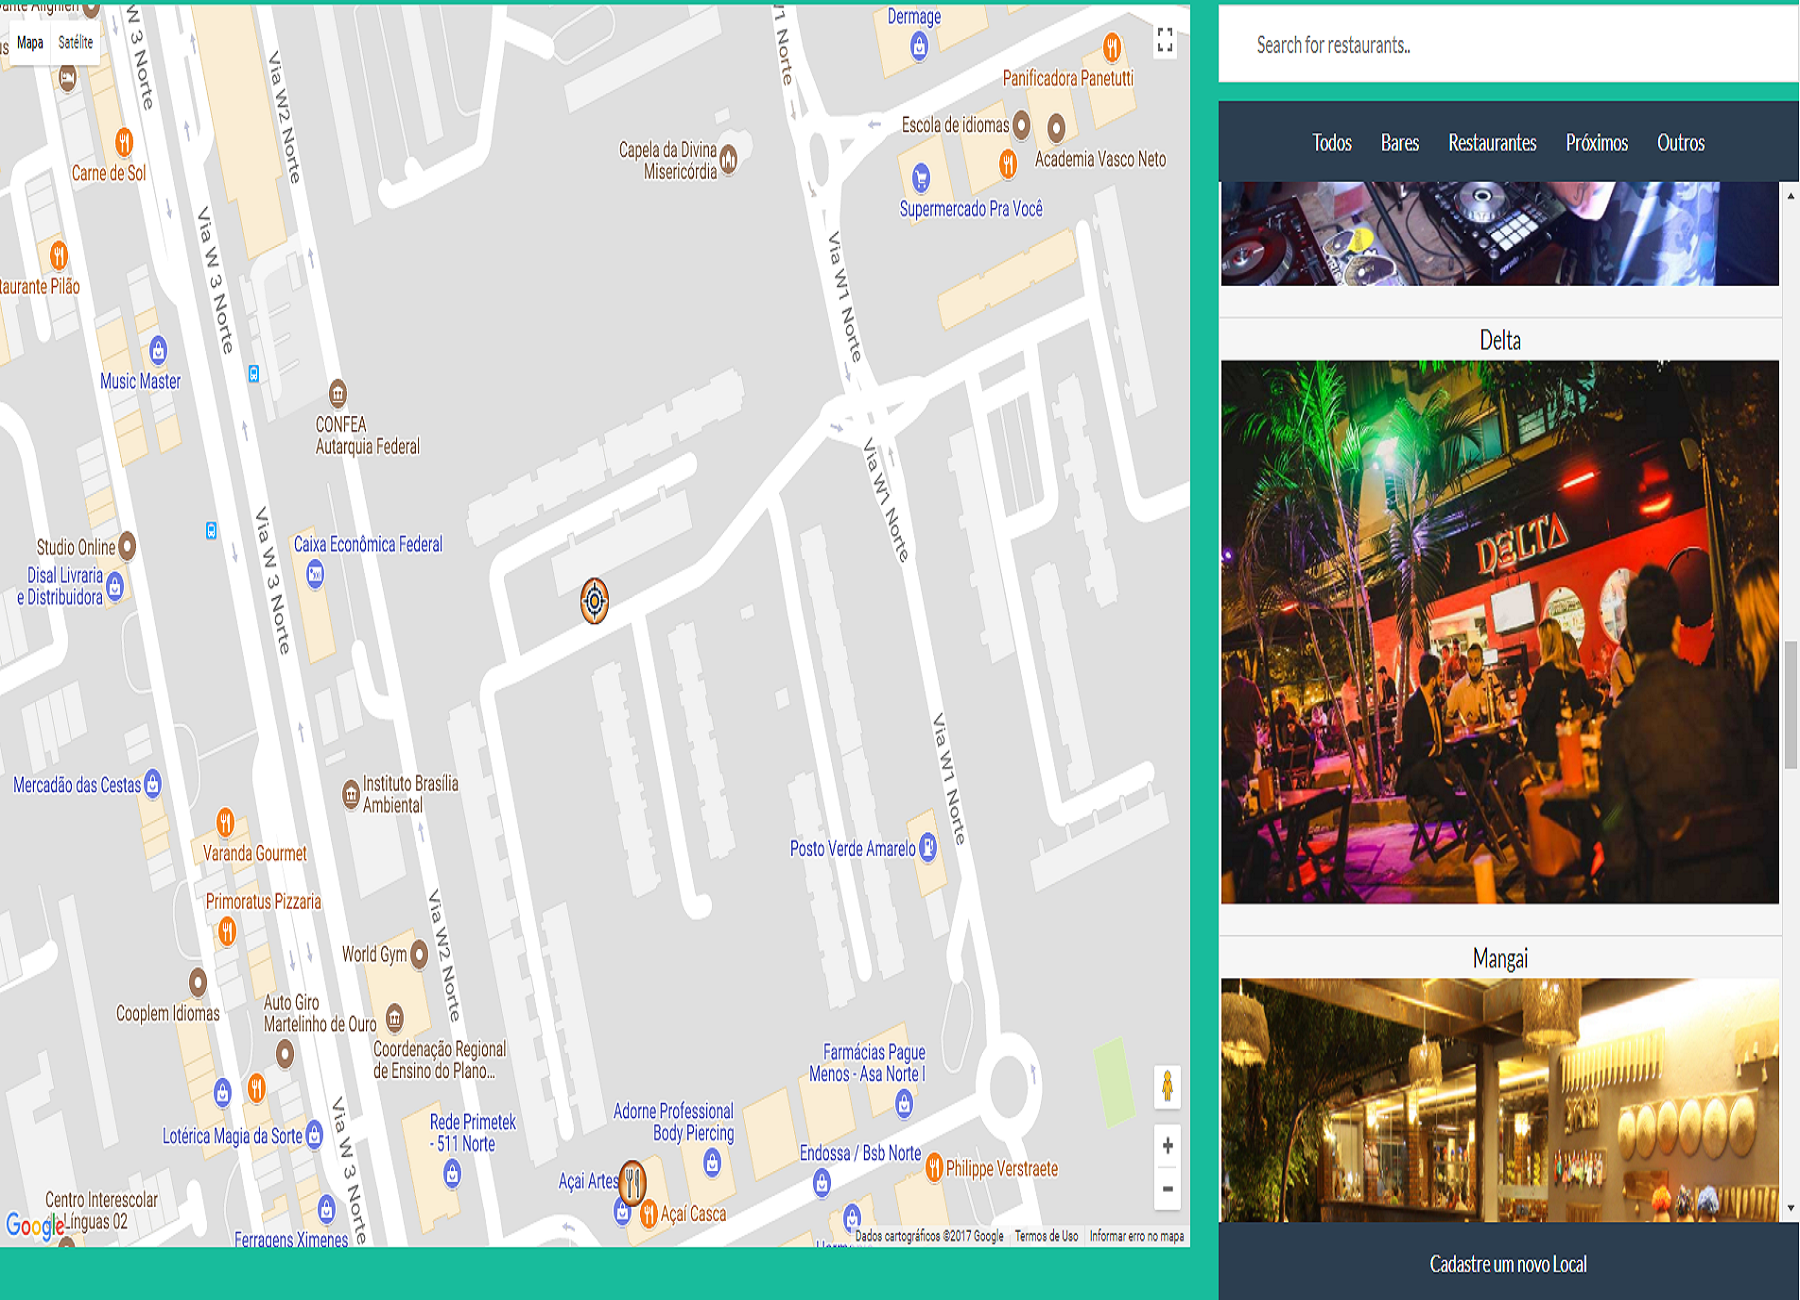 Mapa
Satélite
W 3 Norte
Via W2 Norte
Carne de Sol
Via W 3 Norte
taurante Pilão
Music Master
CONFEA
Autarquia Federal
Studio Online
Disal Livraria
e Distribuidora
Via W 3 Norte
Caixa Econômica Federal
Mercadão das Cestas
Varanda Gourmet
Primoratus Pizzaria
Instituto Brasília
Ambiental
World Gym
Via W2 Norte
Cooplem Idiomas
Auto Giro
Martelinho de Ouro
Coordenação Regional
de Ensino do Plano...
Lotérica Magia da Sorte
Via W 3 Norte
Rede Primetek
- 511 Norte
Centro Interescolar
Línguas 02
Google
Ferragens Ximenes
W1 Norte
Dermage
Panificadora Panetutti
Escola de idiomas
Academia Vasco Neto
Capela da Divina
Misericórdia
Supermercado Pra Você
Via W1 Norte
Via W1 Norte
Via W1 Norte
Posto Verde Amarelo
Farmácias Pague
Menos - Asa Norte I
Adorne Professional
Body Piercing
Endossa / Bsb Norte
Philippe Verstraete
Açai Artes
Açaí Casca
Dados cartográficos ©2017 Google
Termos de Uso
Informar erro no mapa
Search for restaurants..
Todos
Bares
Restaurantes
Próximos
Outros
Delta
DELTA
Mangai
Cadastre um novo Local